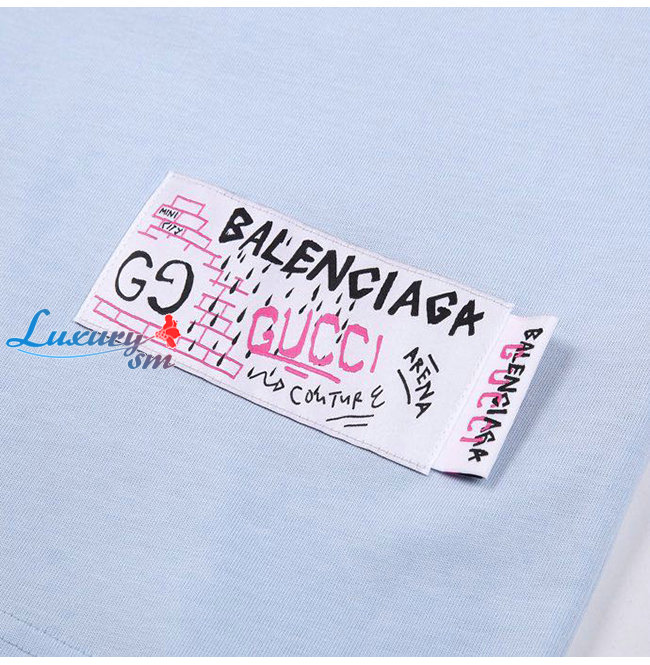 MINI
CITY
BALENCIAGA
GG
GUCCI
ARENA
COUTURE
BALENCIAGA
GUCCI
Luxury
sm